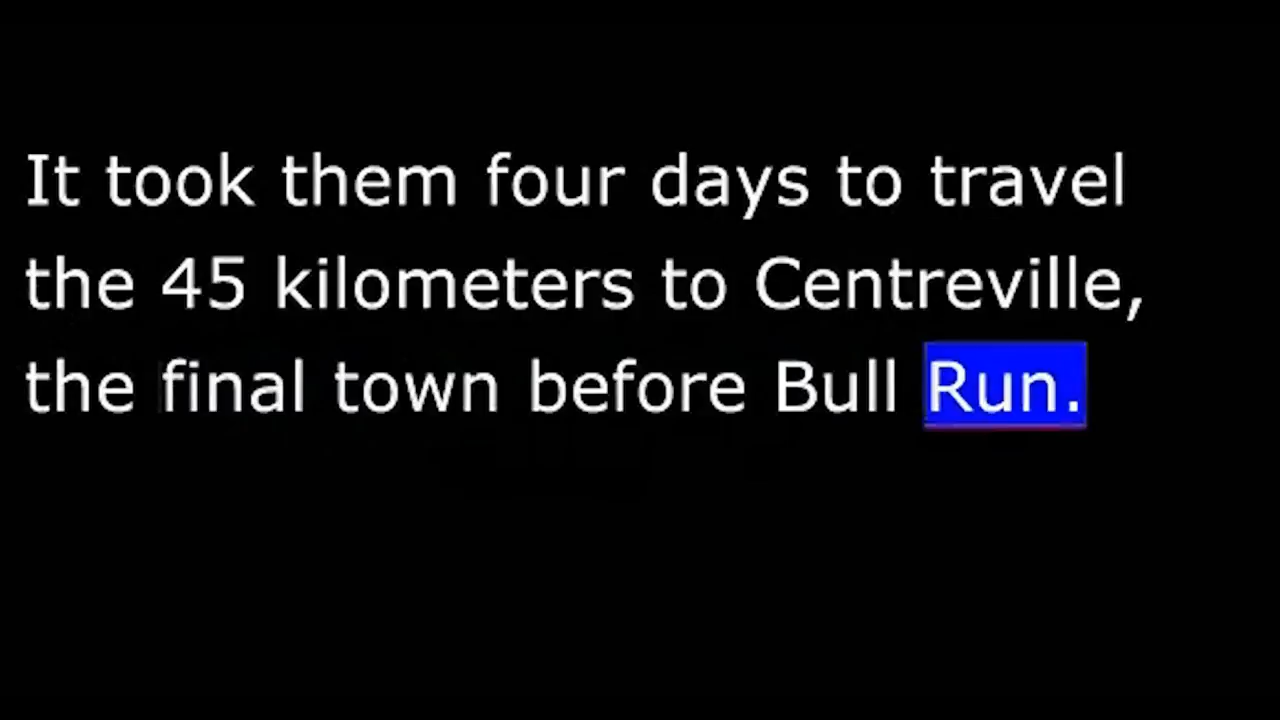 It took them four days to travel
the 45 kilometers to Centreville,
the final town before Bull Run.